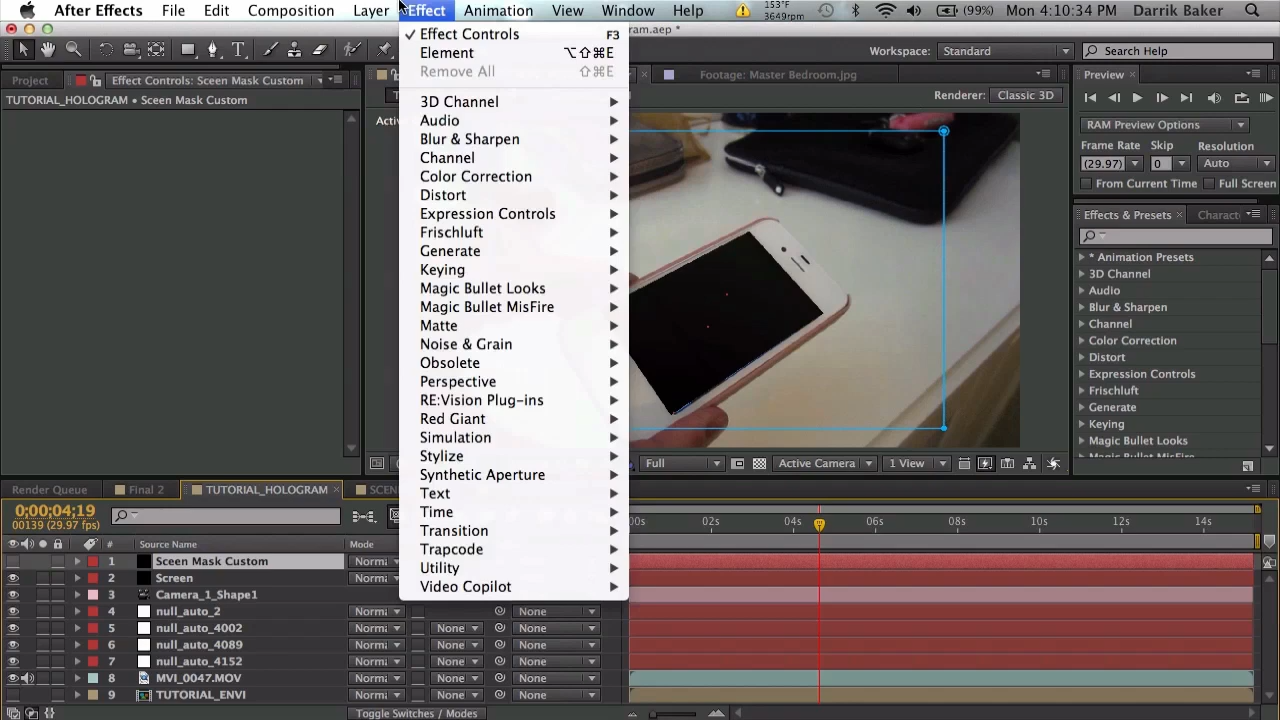 After Effects File Edit Composition Layer Effect Animation View Window Help 153°F 3649rpm (99%) Mon 4:10:34 AM Darrik Baker
ram.aep *
Workspace: Standard Search Help
Project Effect Controls: Sceen Mask Custom
TUTORIAL_HOLOGRAM • Sceen Mask Custom
Effect Controls F3
Element ⌥⇧⌘E
Remove All ⇧⌘E
3D Channel
Audio
Blur & Sharpen
Channel
Color Correction
Distort
Expression Controls
Frischluft
Generate
Keying
Magic Bullet Looks
Magic Bullet MisFire
Matte
Noise & Grain
Obsolete
Perspective
RE:Vision Plug-ins
Red Giant
Simulation
Stylize
Synthetic Aperture
Text
Time
Transition
Trapcode
Utility
Video Copilot
Footage: Master Bedroom.jpg
Renderer: Classic 3D
Full Active Camera 1 View
Preview
RAM Preview Options
Frame Rate Skip Resolution
(29.97) 0 Auto
From Current Time Full Screen
Effects & Presets Charact
* Animation Presets
3D Channel
Audio
Blur & Sharpen
Channel
Color Correction
Distort
Expression Controls
Frischluft
Generate
Keying
Magic Bullet Looks
Render Queue Final 2 TUTORIAL_HOLOGRAM SCEN
0:00:04:19
00139 (29.97 fps)
00s 02s 04s 06s 08s 10s 12s 14s
# Source Name Mode
1 Sceen Mask Custom Norm
2 Screen Norm
3 Camera_1_Shape1
4 null_auto_2 Norm None
5 null_auto_4002 Norm None None
6 null_auto_4089 Norm None None
7 null_auto_4152 Norm None None
8 MVI_0047.MOV Norm None None
9 TUTORIAL_ENVI Norm None None
Toggle Switches / Modes